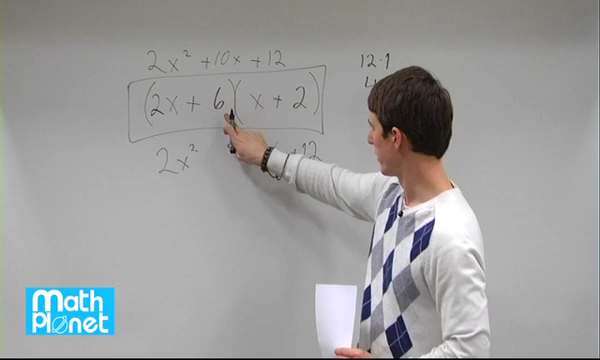 2x² + 10x + 12
(2x + 6)(x + 2)
2x² + 12
12·1
Math
Planet